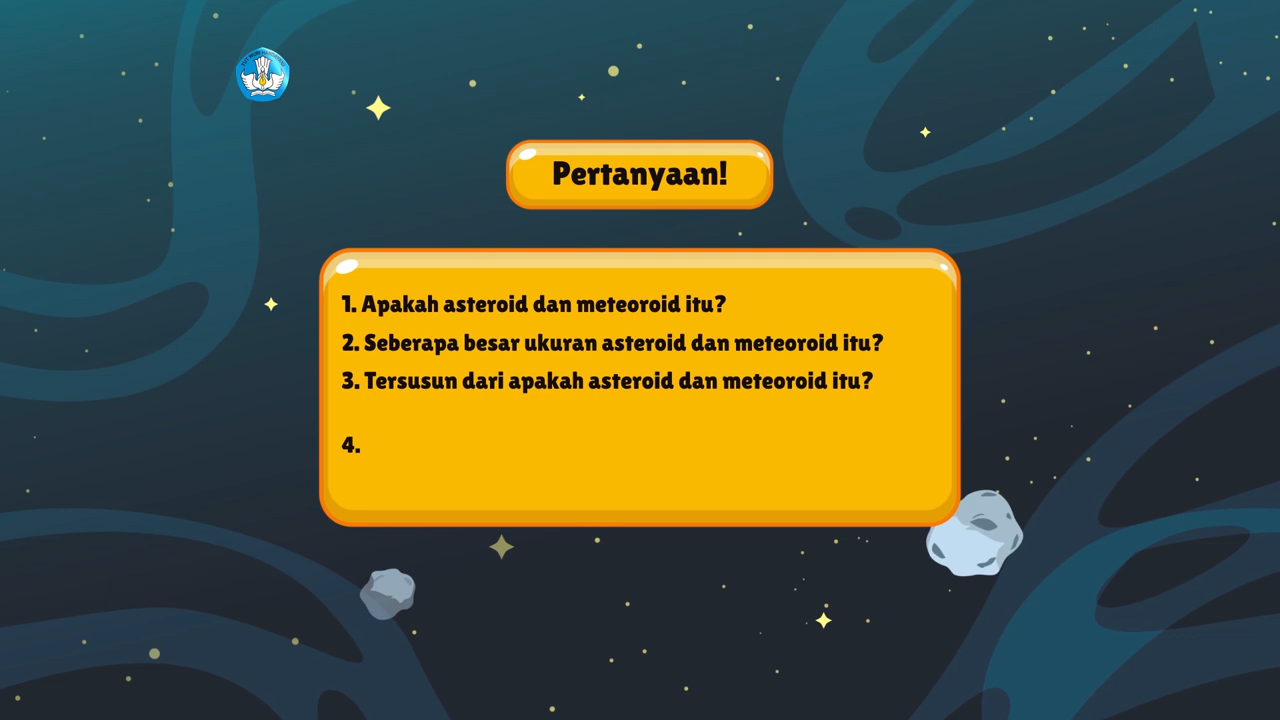 Pertanyaan!
1. Apakah asteroid dan meteoroid itu?
2. Seberapa besar ukuran asteroid dan meteoroid itu?
3. Tersusun dari apakah asteroid dan meteoroid itu?
4.